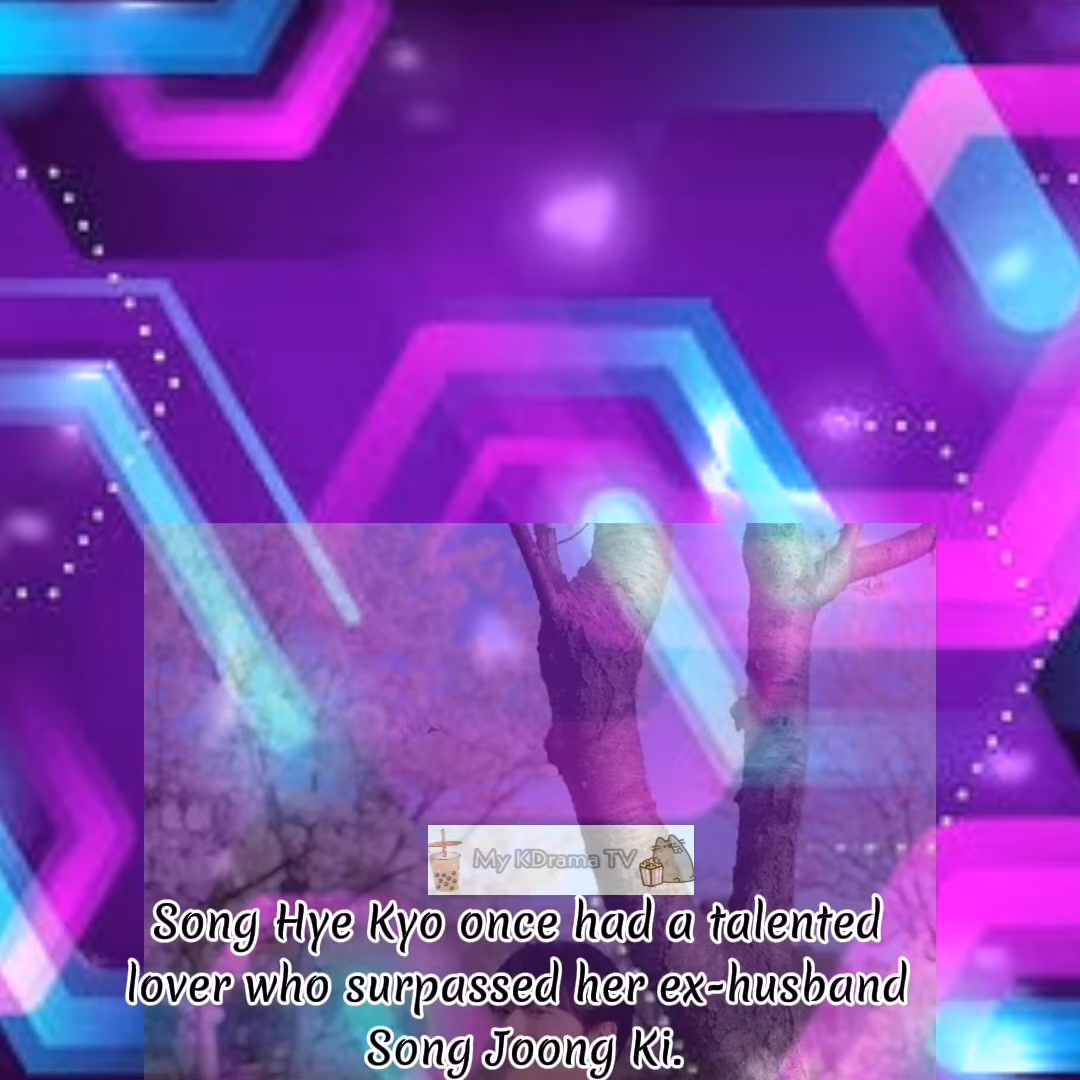 My KDrama TV
Song Hye Kyo once had a talented
lover who surpassed her ex-husband
Song Joong Ki.